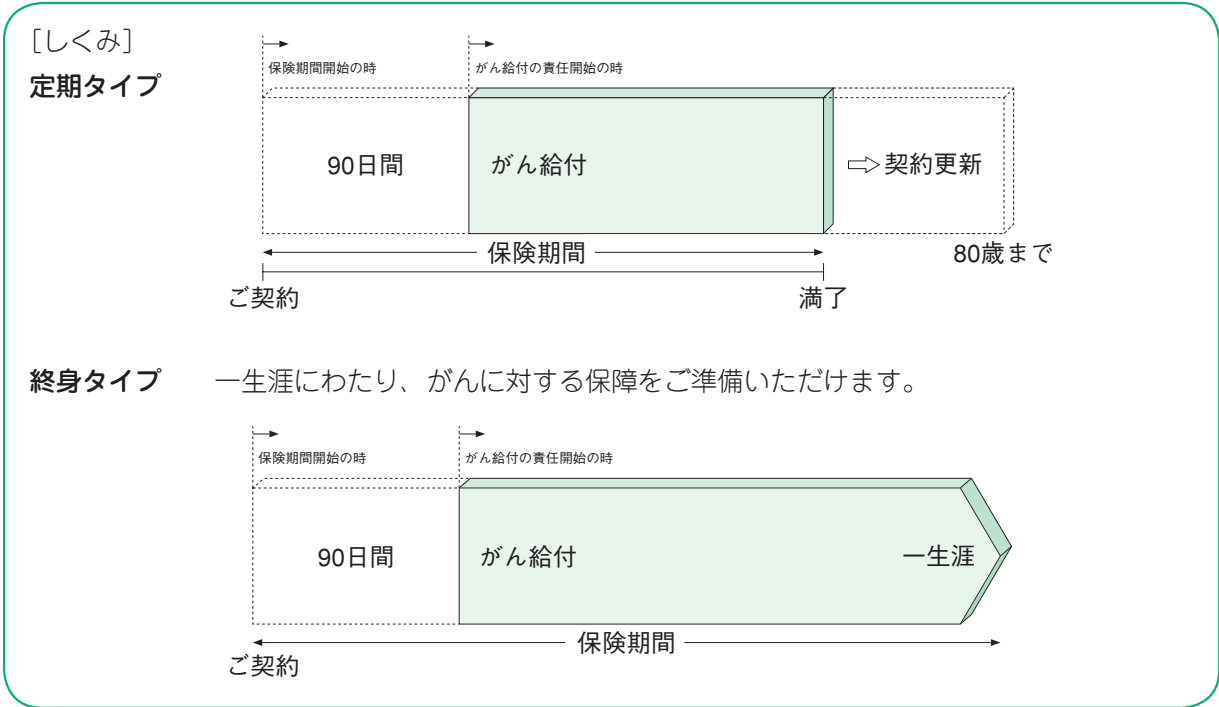 [しくみ]
定期タイプ
保険期間開始の時
がん給付の責任開始の時
90日間
がん給付
⇨契約更新
保険期間
80歳まで
ご契約
満了
終身タイプ 一生涯にわたり、がんに対する保障をご準備いただけます。
保険期間開始の時
がん給付の責任開始の時
90日間
がん給付
一生涯
保険期間
ご契約